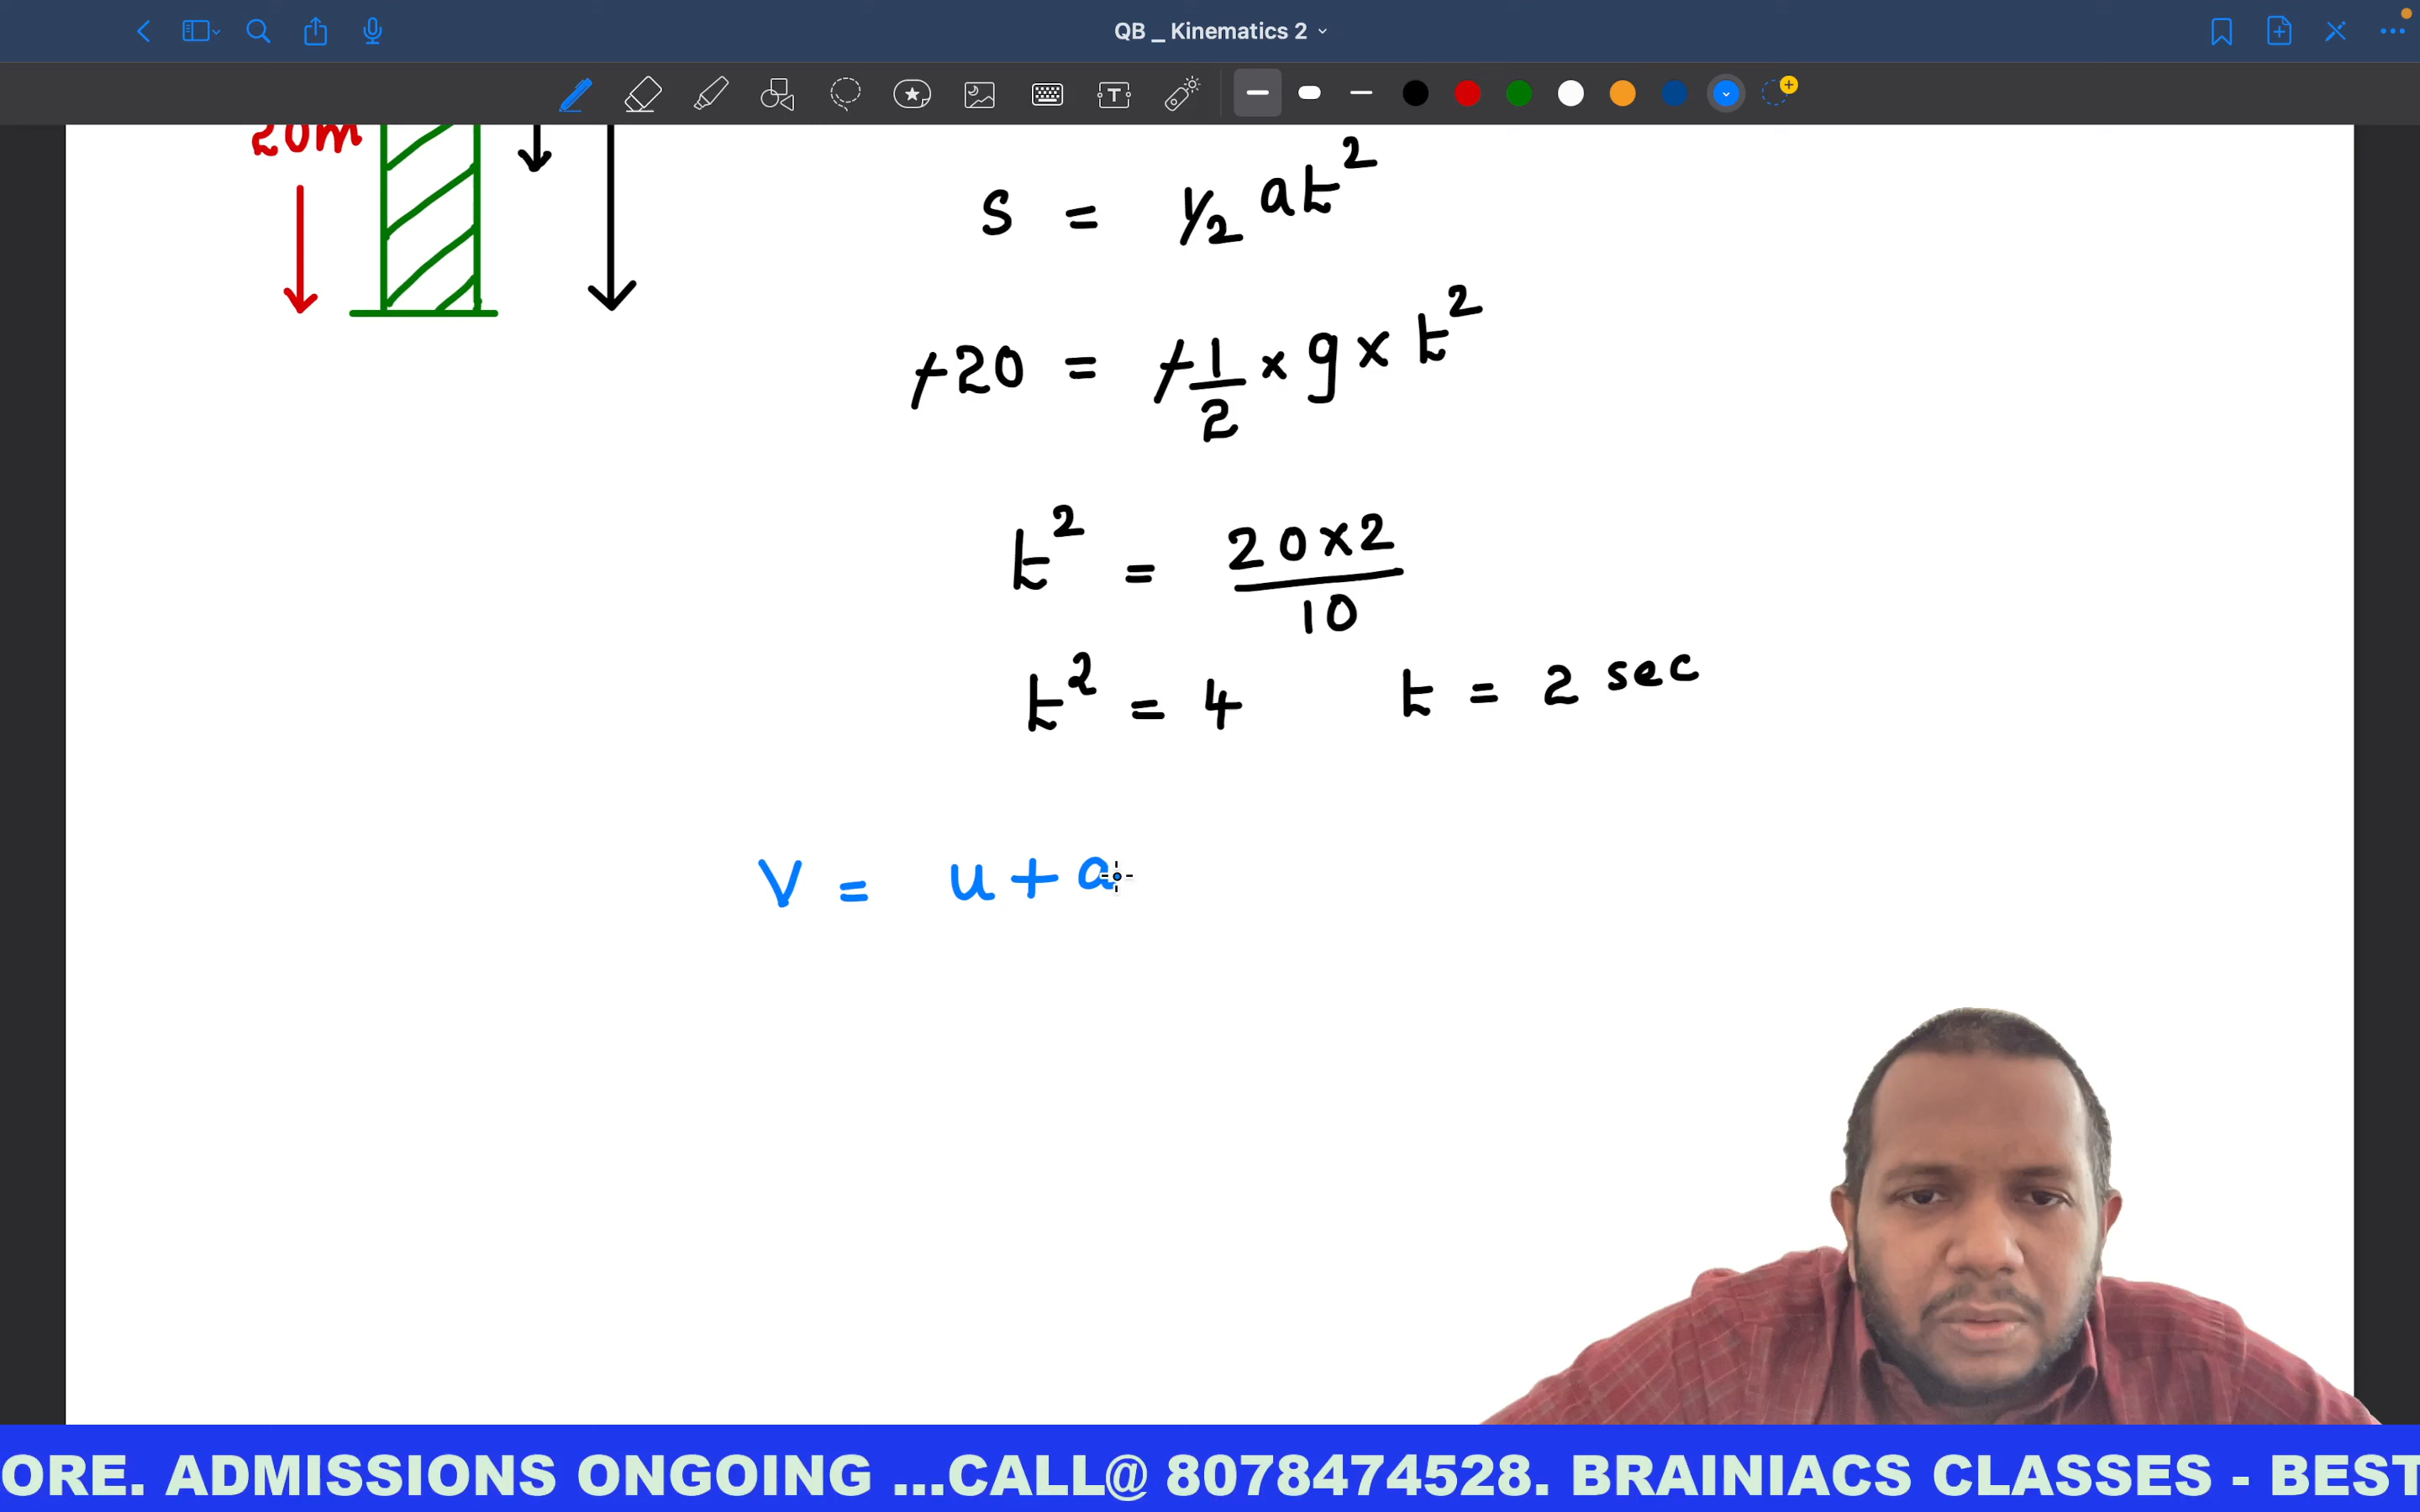 QB _ Kinematics 2
20m
s = 1/2 at²
-20 = -1/2 × g × t²
t² = 20×2/10
t² = 4 t = 2 sec
V = u + a
ORE. ADMISSIONS ONGOING ...CALL@ 8078474528. BRAINIACS CLASSES - BEST